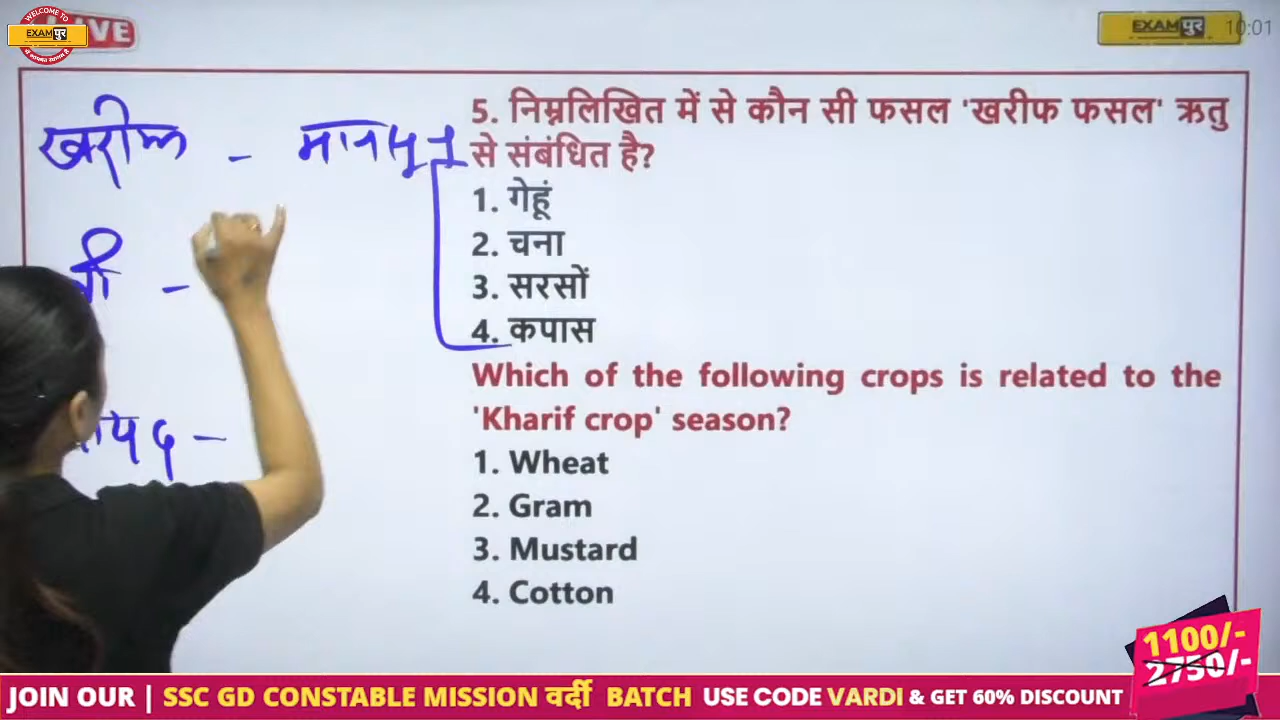 WELCOME TO
EXAMपुर
LIVE
EXAMपुर
10:01
खरीफ - मानसून
5. निम्नलिखित में से कौन सी फसल 'खरीफ फसल' ऋतु
से संबंधित है?
1. गेहूं
2. चना
3. सरसों
4. कपास
Which of the following crops is related to the
'Kharif crop' season?
1. Wheat
2. Gram
3. Mustard
4. Cotton
1100/-
2750/-
JOIN OUR | SSC GD CONSTABLE MISSION वर्दी BATCH USE CODE VARDI & GET 60% DISCOUNT